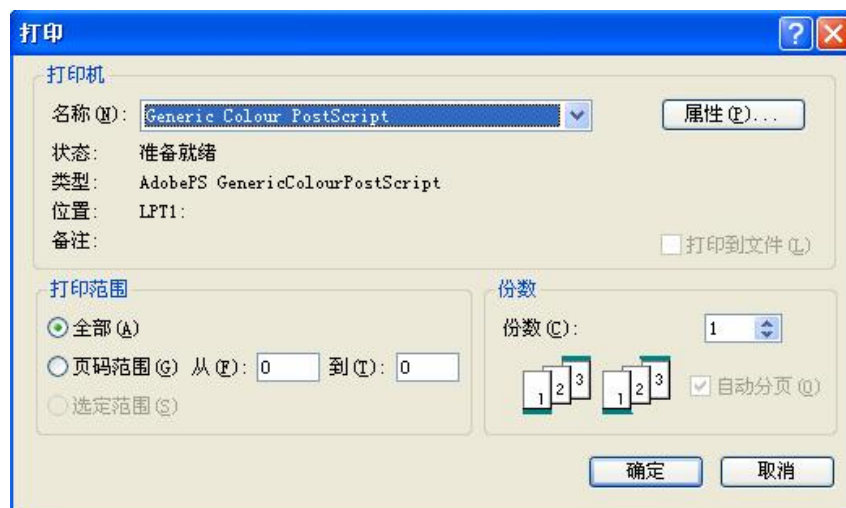 打印
打印机
名称(N): Generic Colour PostScript 属性(P)...
状态: 准备就绪
类型: AdobePS GenericColourPostScript
位置: LPT1:
备注:
打印到文件(L)
打印范围
全部(A)
页码范围(G) 从(F): 0 到(T): 0
选定范围(S)
份数
份数(C): 1
1 2 3 1 2 3
自动分页(O)
确定 取消